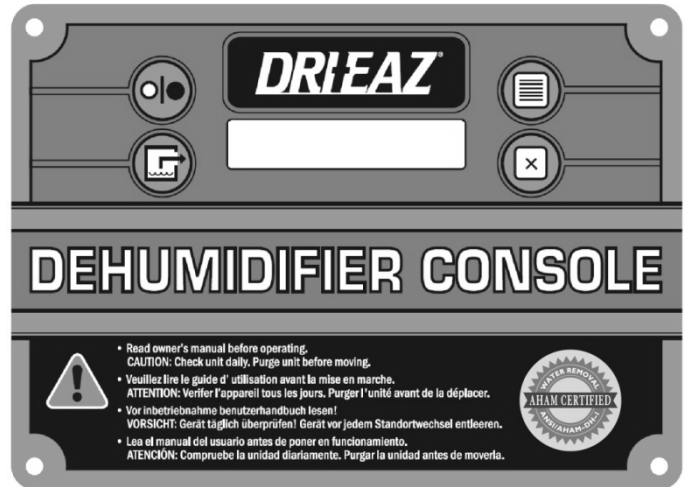 DRI-EAZ®
DEHUMIDIFIER CONSOLE
• Read owner's manual before operating.
CAUTION: Check unit daily. Purge unit before moving.
• Veuillez lire le guide d' utilisation avant la mise en marche.
ATTENTION: Verifer l'appareil tous les jours. Purger l'unité avant de la déplacer.
• Vor inbetriebnahme benutzerhandbuch lesen!
VORSICHT: Gerät täglich überprüfen! Gerät vor jedem Standortwechsel entleeren.
• Lea el manual del usuario antes de poner en funcionamiento.
ATENCIÓN: Compruebe la unidad diariamente. Purgar la unidad antes de moverla.
WATER REMOVAL
AHAM CERTIFIED
ANSI/AHAM-DH-1